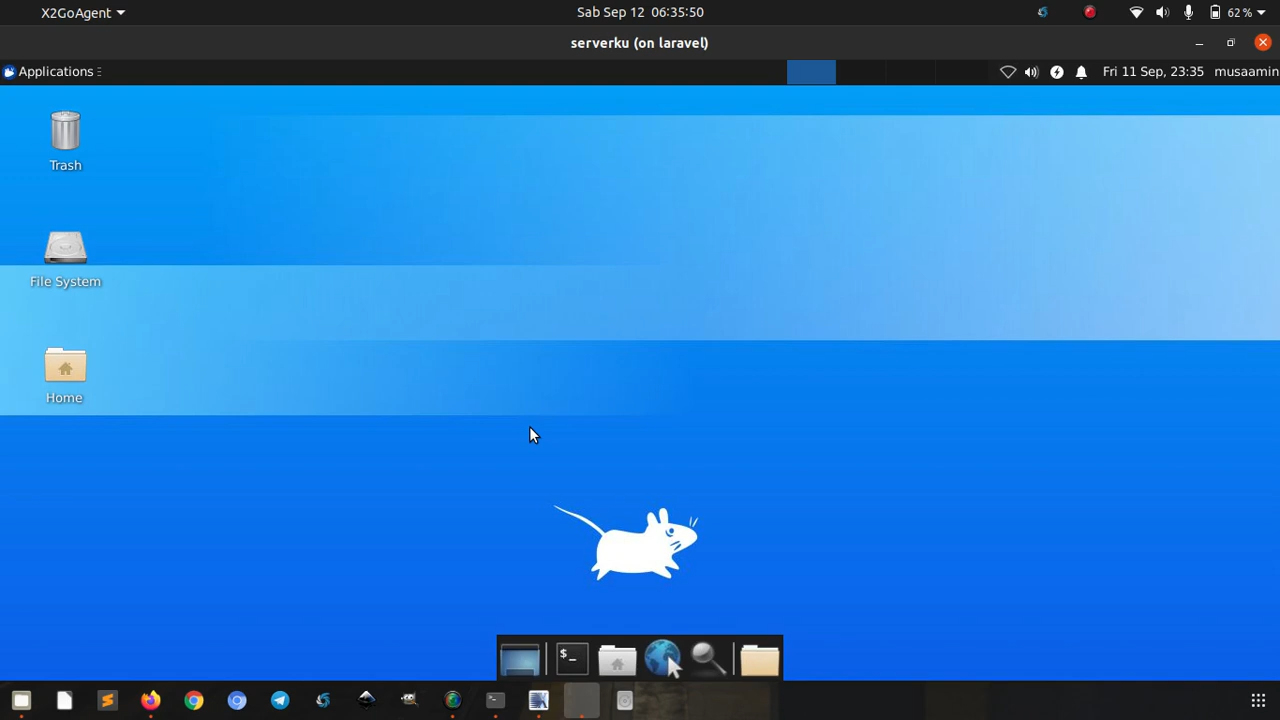 X2GoAgent
Sab Sep 12 06:35:50
62 %
serverku (on laravel)
Applications
Fri 11 Sep, 23:35
musaamin
Trash
File System
Home
$_